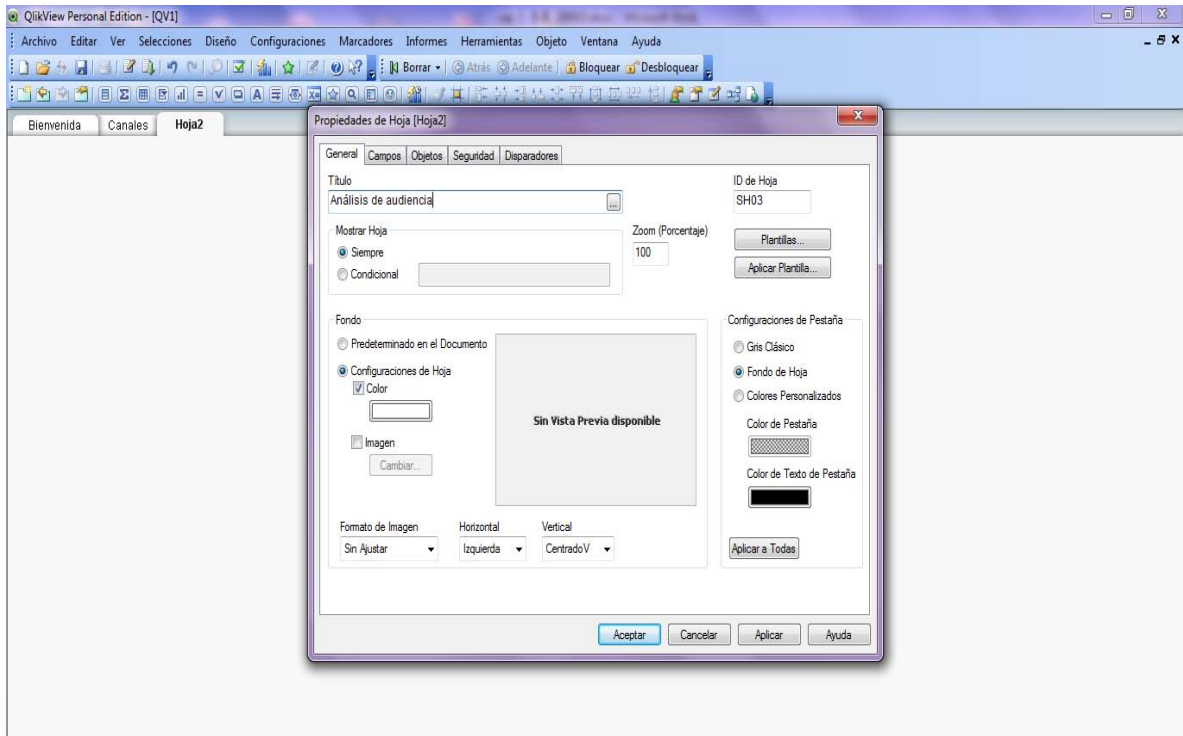 QlikView Personal Edition - [QV1]
Archivo Editar Ver Selecciones Diseño Configuraciones Marcadores Informes Herramientas Objeto Ventana Ayuda
Borrar Atrás Adelante Bloquear Desbloquear
Bienvenida Canales Hoja2
Propiedades de Hoja [Hoja2]
General Campos Objetos Seguridad Disparadores
Título
ID de Hoja
Análisis de audiencia ...
SH03
Mostrar Hoja
Zoom (Porcentaje)
Siempre
100
Plantillas...
Condicional
Aplicar Plantilla...
Fondo
Configuraciones de Pestaña
Predeterminado en el Documento
Gris Clásico
Configuraciones de Hoja
Fondo de Hoja
Color
Colores Personalizados
Sin Vista Previa disponible
Color de Pestaña
Imagen
Cambiar...
Color de Texto de Pestaña
Formato de Imagen Horizontal Vertical
Sin Ajustar Izquierda CentradoV
Aplicar a Todas
Aceptar Cancelar Aplicar Ayuda